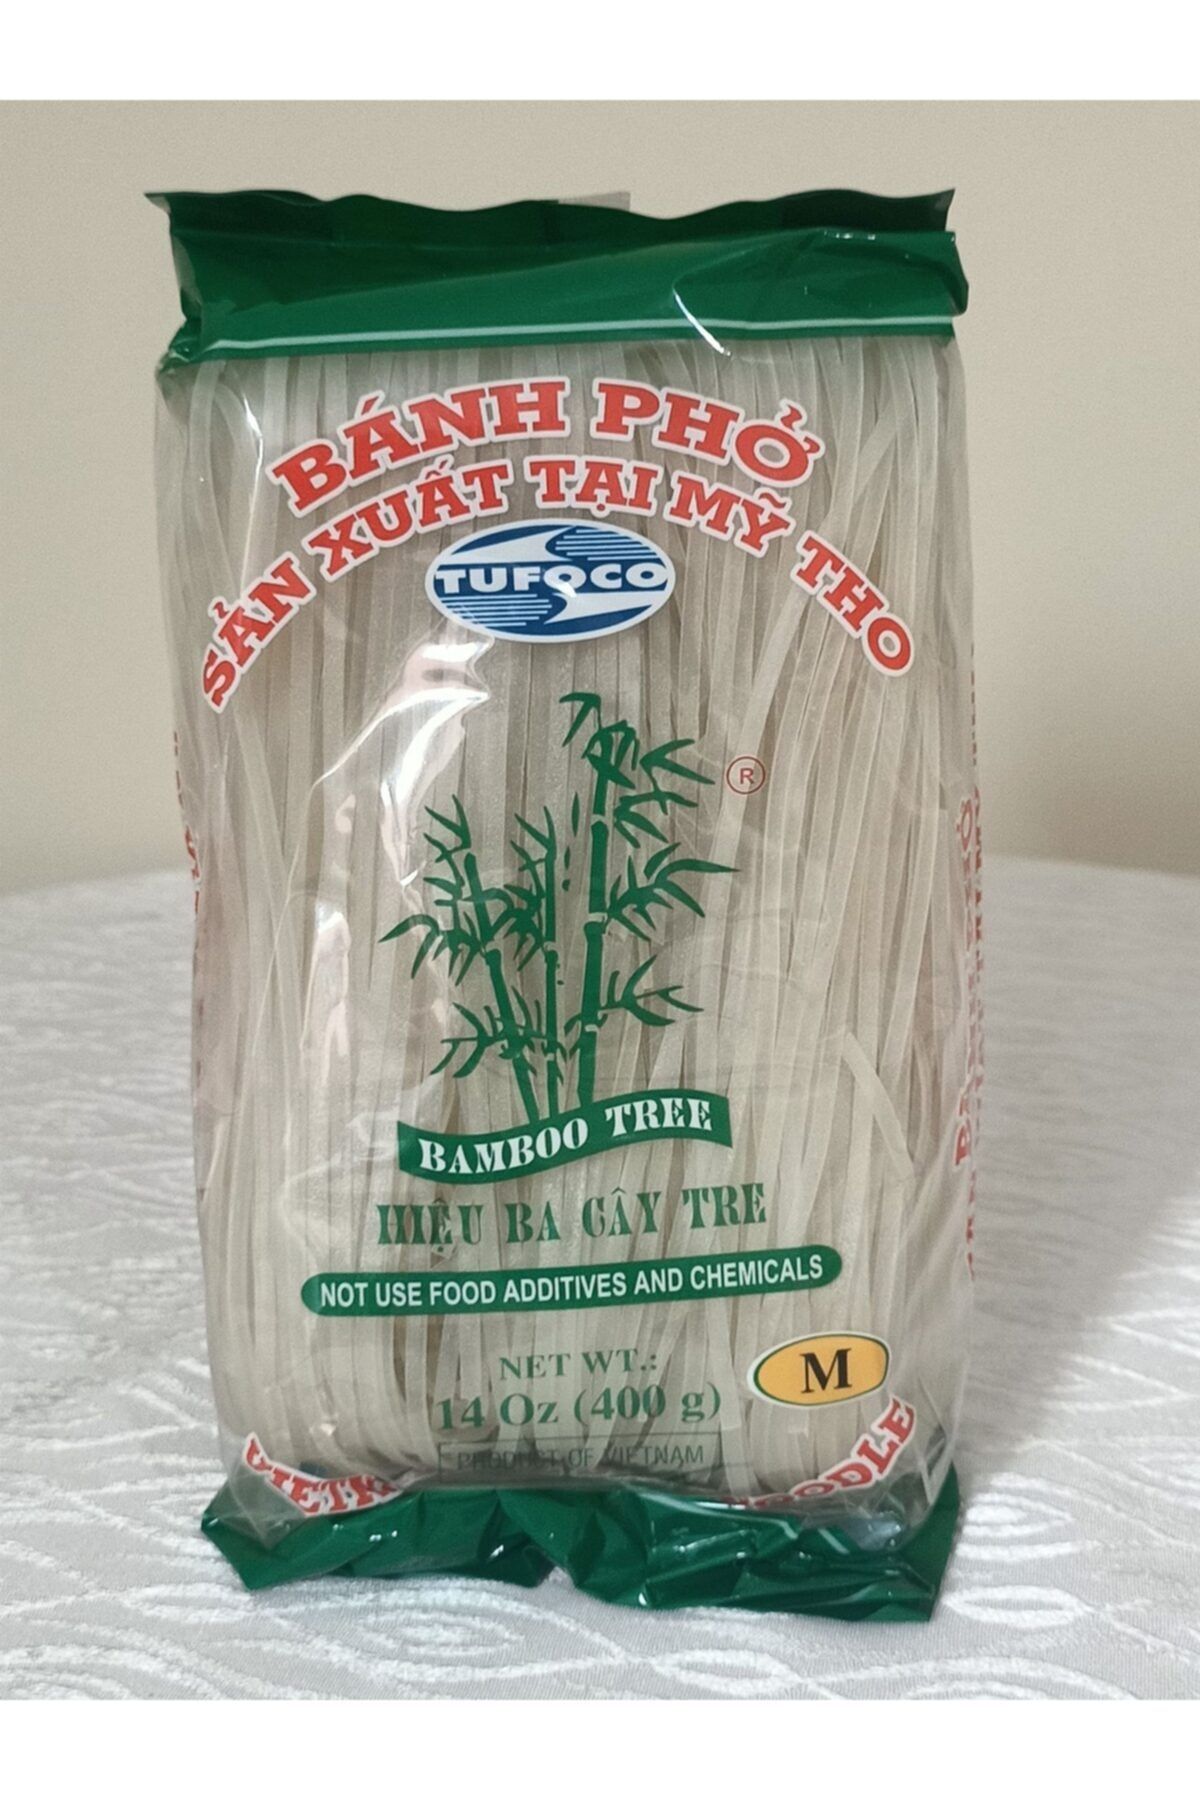 BÁNH PHỞ
SẢN XUẤT TẠI MỸ THO
TUFOCO
®
BAMBOO TREE
HIỆU BA CÂY TRE
NOT USE FOOD ADDITIVES AND CHEMICALS
NET WT.:
14 Oz (400 g)
M
PRODUCT OF VIETNAM